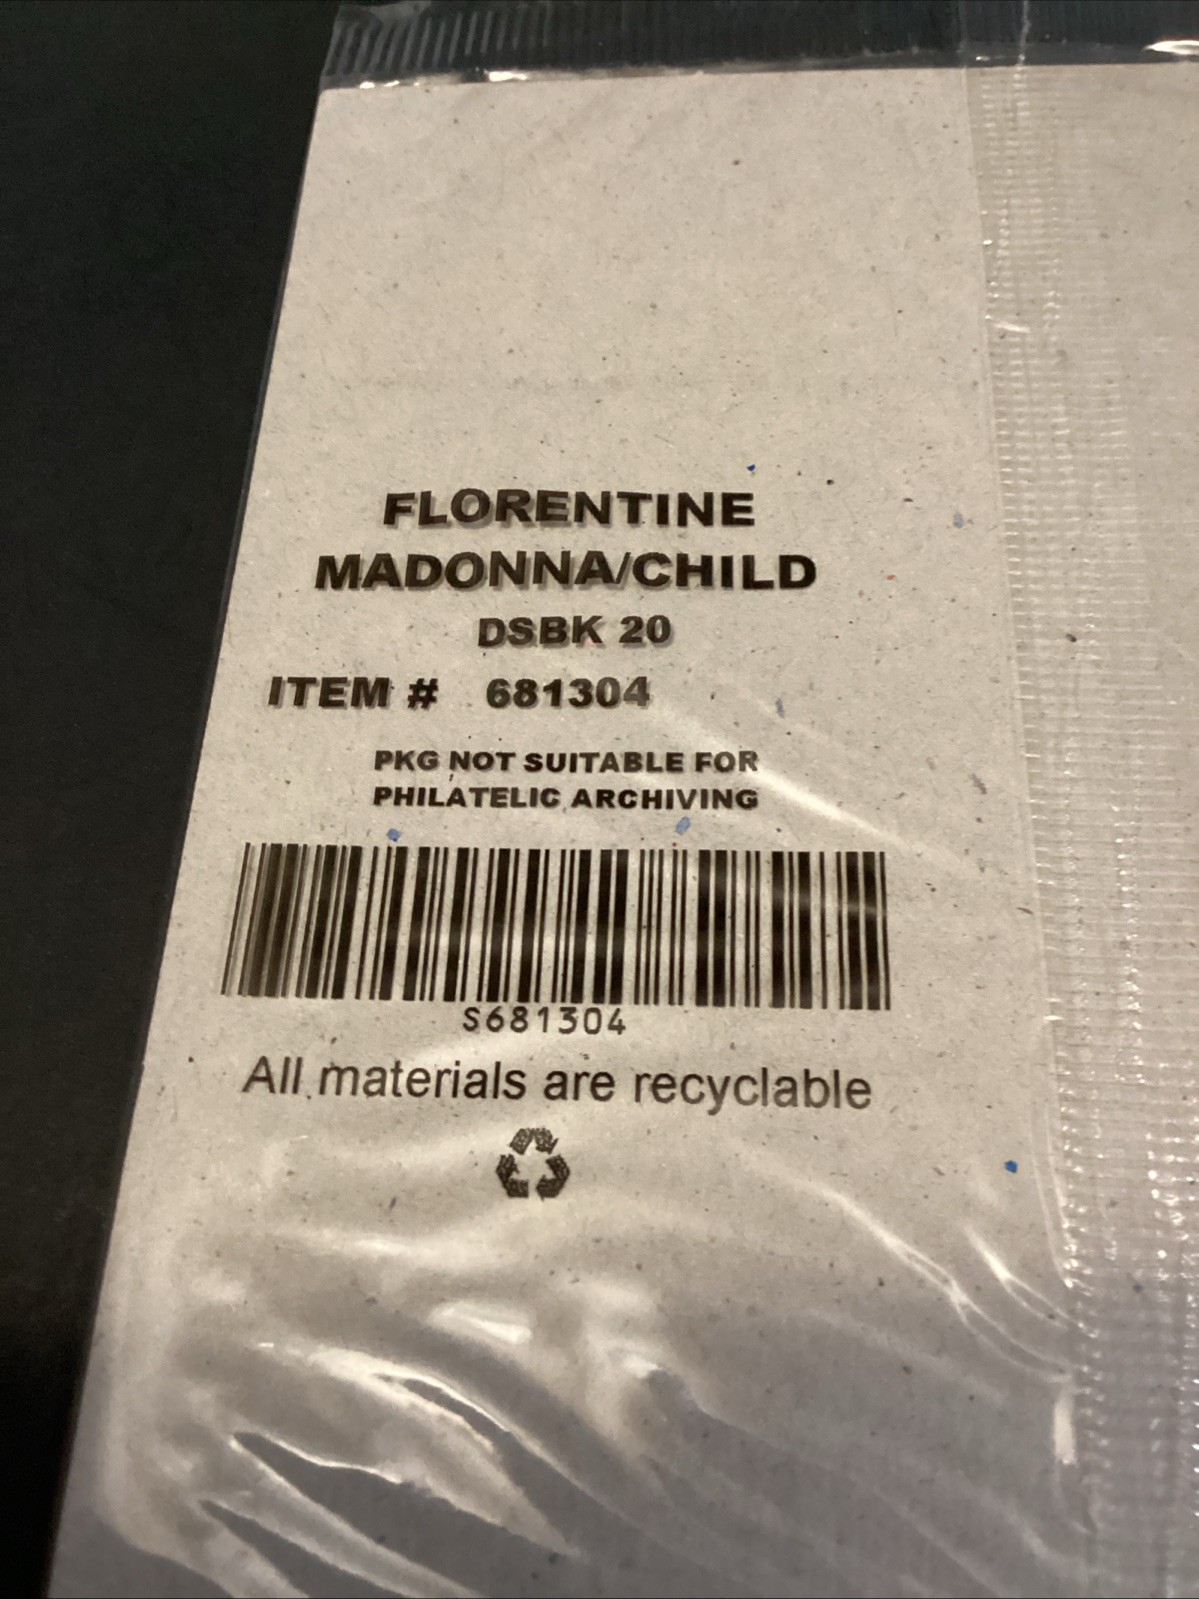 FLORENTINE
MADONNA/CHILD
DSBK 20
ITEM # 681304
PKG NOT SUITABLE FOR
PHILATELIC ARCHIVING
S681304
All materials are recyclable